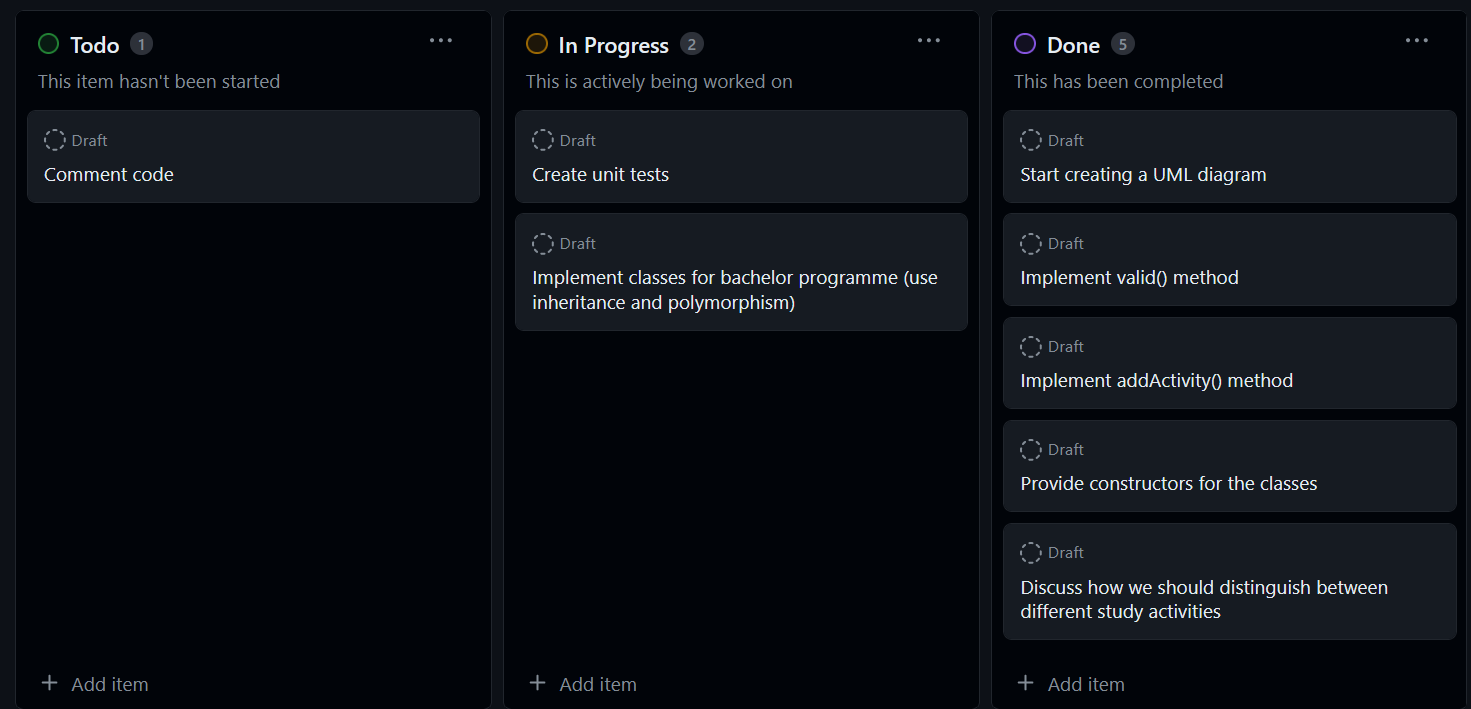 Todo 1
This item hasn't been started
Draft
Comment code
+ Add item
In Progress 2
This is actively being worked on
Draft
Create unit tests
Draft
Implement classes for bachelor programme (use
inheritance and polymorphism)
+ Add item
Done 5
This has been completed
Draft
Start creating a UML diagram
Draft
Implement valid() method
Draft
Implement addActivity() method
Draft
Provide constructors for the classes
Draft
Discuss how we should distinguish between
different study activities
+ Add item